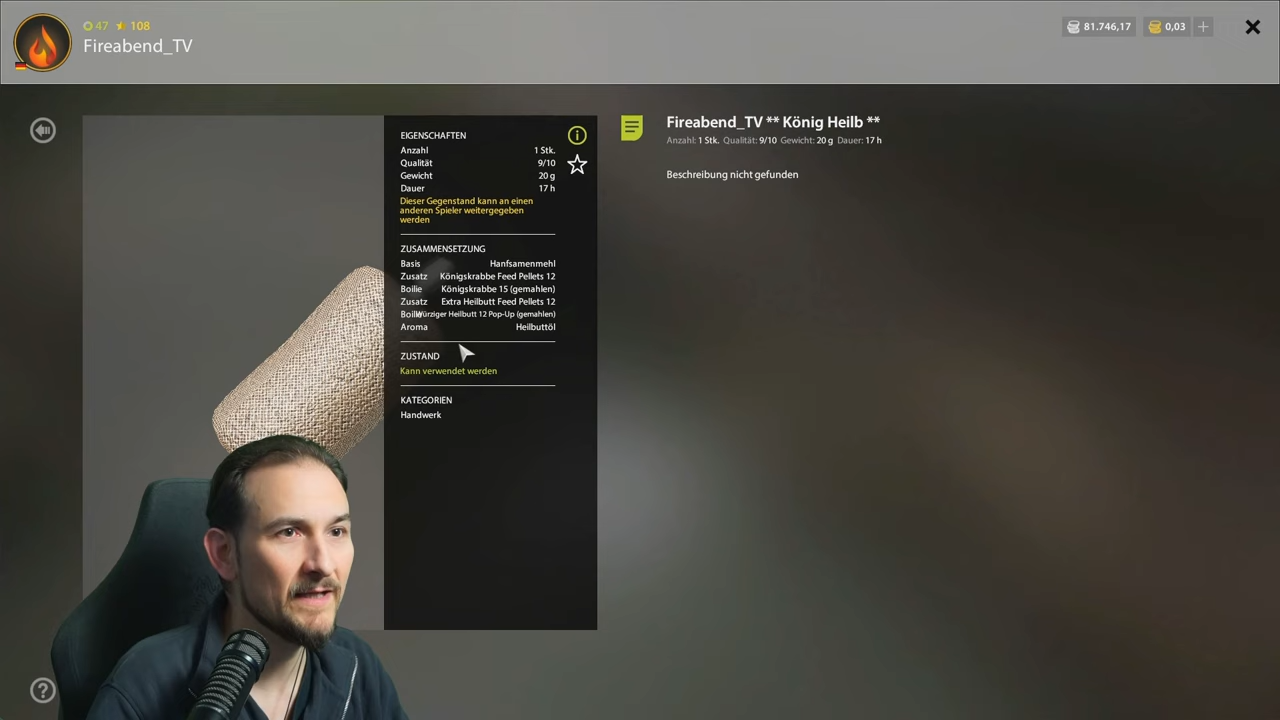 47 108
Fireabend_TV
81.746,17
0,03
EIGENSCHAFTEN
Anzahl 1 Stk.
Qualität 9/10
Gewicht 20 g
Dauer 17 h
Dieser Gegenstand kann an einen
anderen Spieler weitergegeben
werden
ZUSAMMENSETZUNG
Basis Hanfsamenmehl
Zusatz Königskrabbe Feed Pellets 12
Boilie Königskrabbe 15 (gemahlen)
Zusatz Extra Heilbutt Feed Pellets 12
Boilie Würziger Heilbutt 12 Pop-Up (gemahlen)
Aroma Heilbuttöl
ZUSTAND
Kann verwendet werden
KATEGORIEN
Handwerk
Fireabend_TV ** König Heilb **
Anzahl: 1 Stk. Qualität: 9/10 Gewicht: 20 g Dauer: 17 h
Beschreibung nicht gefunden